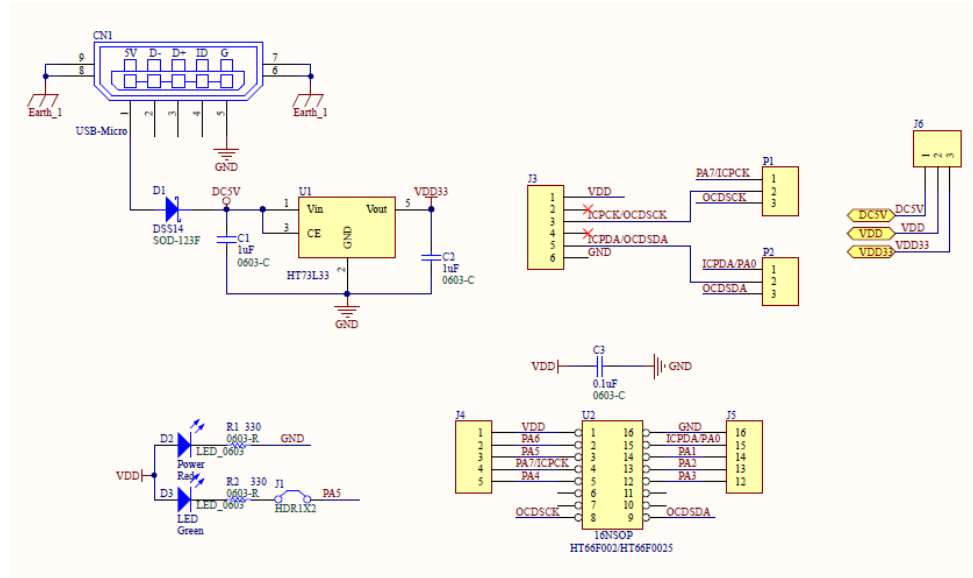 CN1
5V D- D+ ID G
9
8
7
6
Earth_1
Earth_1
1 2 3 4 5
USB-Micro
GND
D1
DSS14
SOD-123F
DC5V
C1
1uF
0603-C
U1
1
3
Vin
CE
Vout
GND
5
2
HT73L33
VDD33
C2
1uF
0603-C
GND
J3
1
2
3
4
5
6
VDD
ICPCK/OCDSCK
ICPDA/OCDSDA
GND
P1
PA7/ICPCK
OCDSCK
1
2
3
P2
ICPDA/PA0
OCDSDA
1
2
3
J6
1 2 3
DC5V DC5V
VDD VDD
VDD33 VDD33
C3
VDD
GND
0.1uF
0603-C
VDD
D2
LED_0603
Power
Red
R1 330
0603-R
GND
D3
LED_0603
LED
Green
R2 330
0603-R
J1
HDR1X2
PA5
J4
1 VDD
2 PA6
3 PA5
4 PA7/ICPCK
5 PA4
OCDSCK
U2
1 16
2 15
3 14
4 13
5 12
6 11
7 10
8 9
16NSOP
HT66F002/HT66F0025
J5
GND 16
ICPDA/PA0 15
PA1 14
PA2 13
PA3 12
OCDSDA